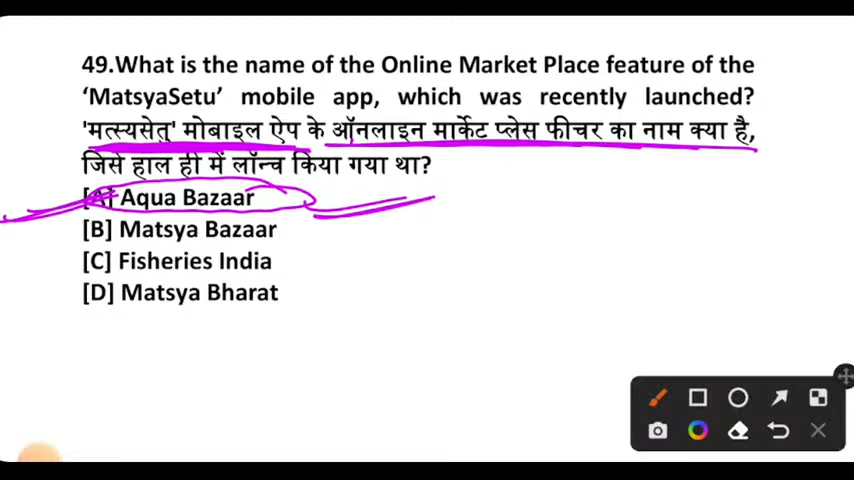 49.What is the name of the Online Market Place feature of the
‘MatsyaSetu’ mobile app, which was recently launched?
'मत्स्यसेतु' मोबाइल ऐप के ऑनलाइन मार्केट प्लेस फीचर का नाम क्या है,
जिसे हाल ही में लॉन्च किया गया था?
[A] Aqua Bazaar
[B] Matsya Bazaar
[C] Fisheries India
[D] Matsya Bharat